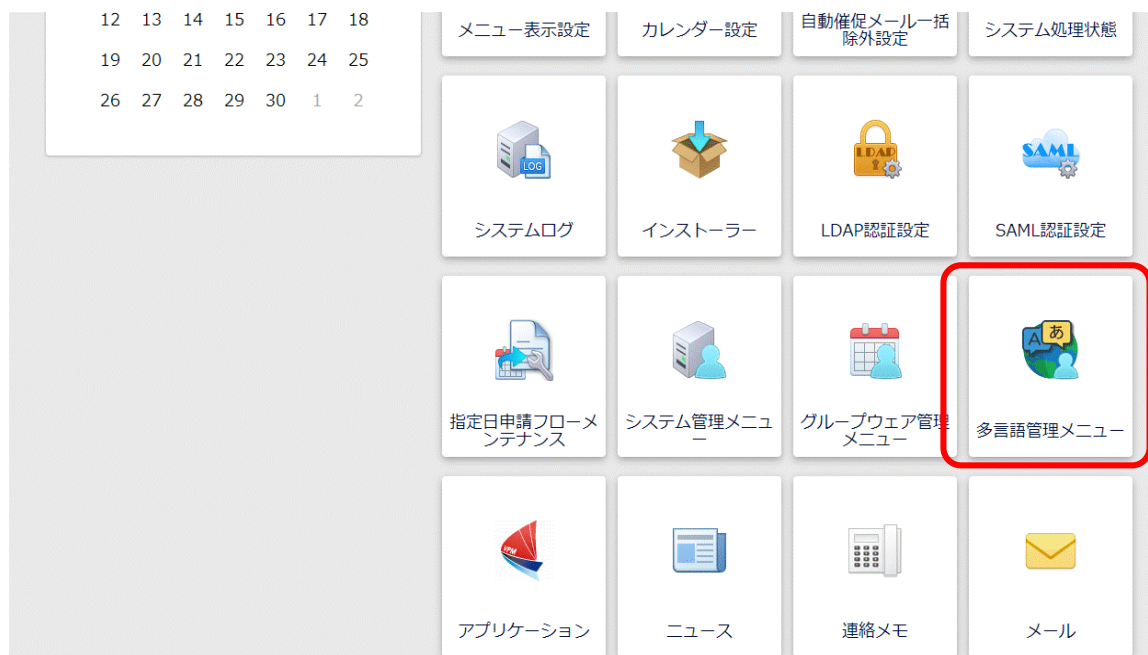 12 13 14 15 16 17 18
19 20 21 22 23 24 25
26 27 28 29 30 1 2
メニュー表示設定
カレンダー設定
自動催促メール一括
除外設定
システム処理状態
LOG
システムログ
インストーラー
LDAP
LDAP認証設定
SAML
SAML認証設定
指定日申請フローメ
ンテナンス
システム管理メニュ
ー
グループウェア管理
メニュー
A あ
多言語管理メニュー
VPM
アプリケーション
ニュース
連絡メモ
メール